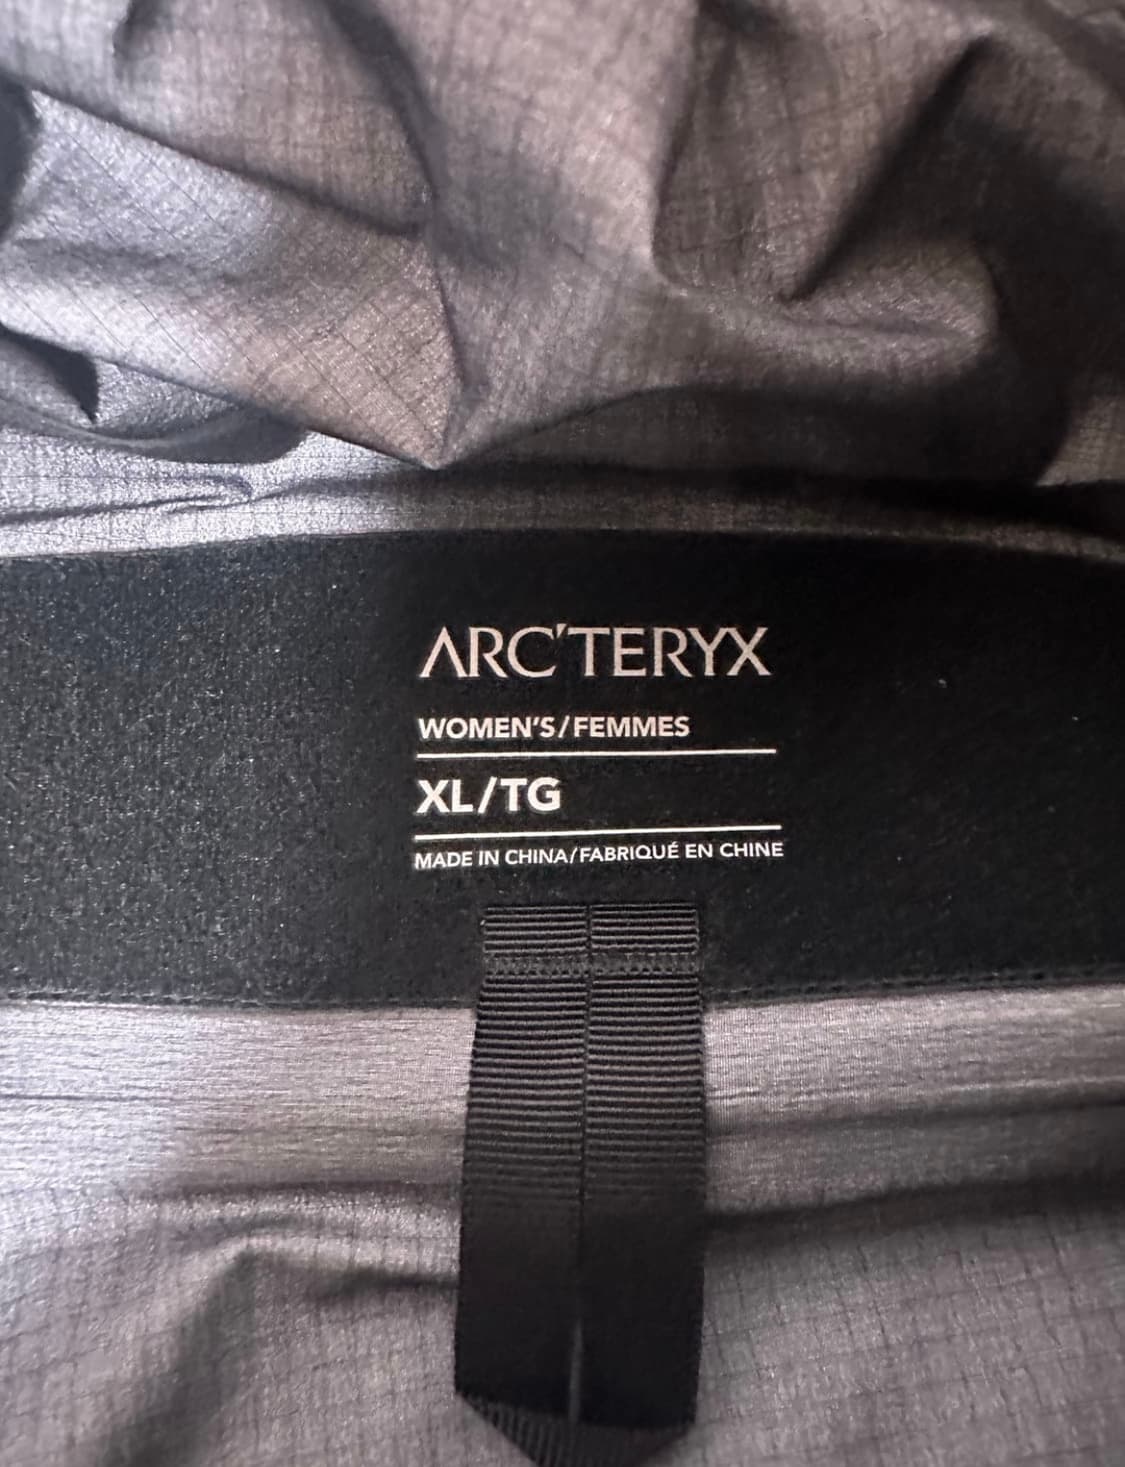 ARC'TERYX
WOMEN'S/FEMMES
XL/TG
MADE IN CHINA/FABRIQUÉ EN CHINE